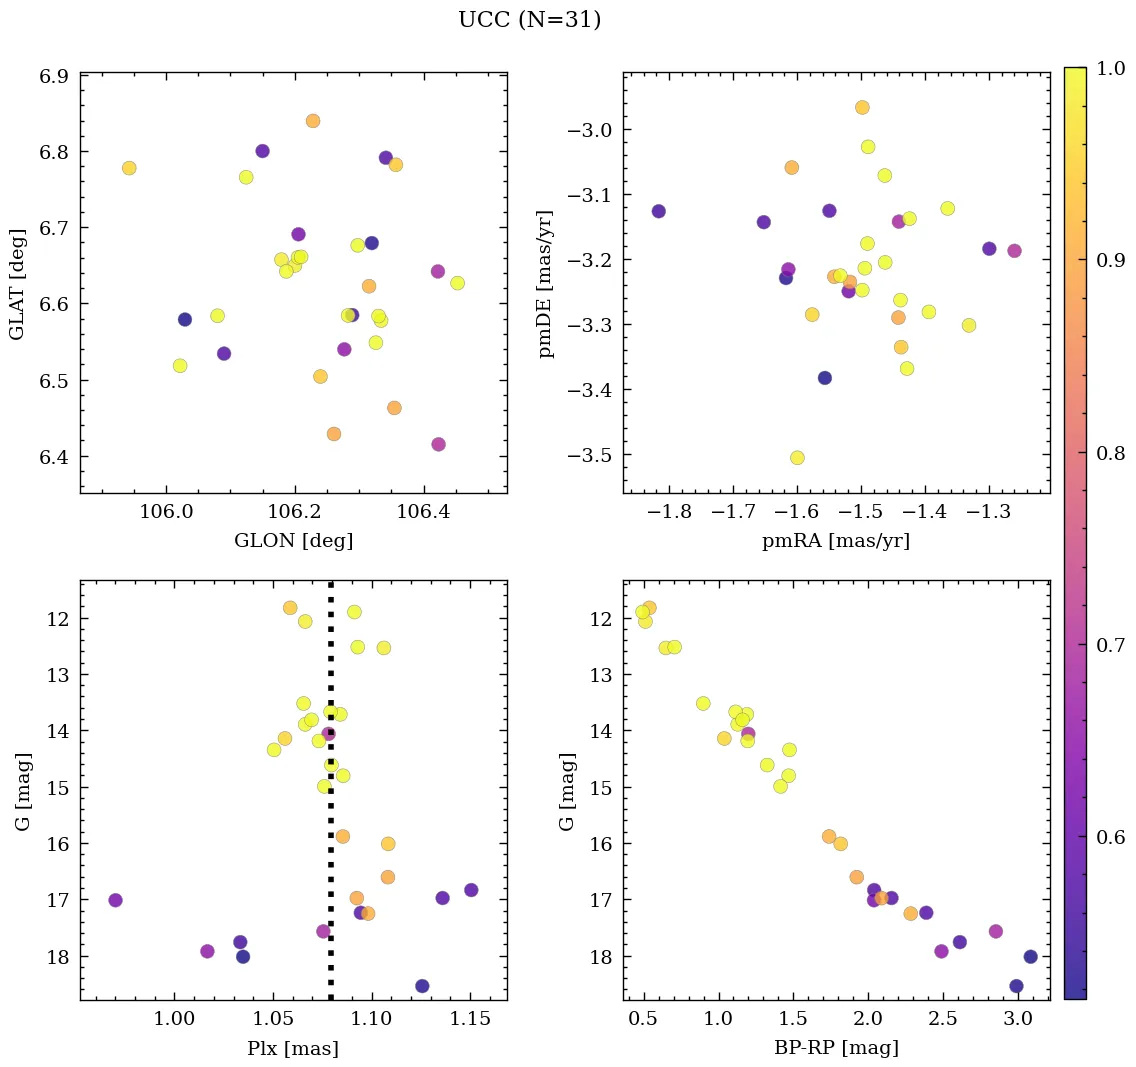 UCC (N=31)
6.9
6.8
6.7
6.6
6.5
6.4
GLAT [deg]
106.0 106.2 106.4
GLON [deg]
−3.0
−3.1
−3.2
−3.3
−3.4
−3.5
pmDE [mas/yr]
−1.8 −1.7 −1.6 −1.5 −1.4 −1.3
pmRA [mas/yr]
12
13
14
15
16
17
18
G [mag]
1.00 1.05 1.10 1.15
Plx [mas]
12
13
14
15
16
17
18
G [mag]
0.5 1.0 1.5 2.0 2.5 3.0
BP-RP [mag]
1.0
0.9
0.8
0.7
0.6